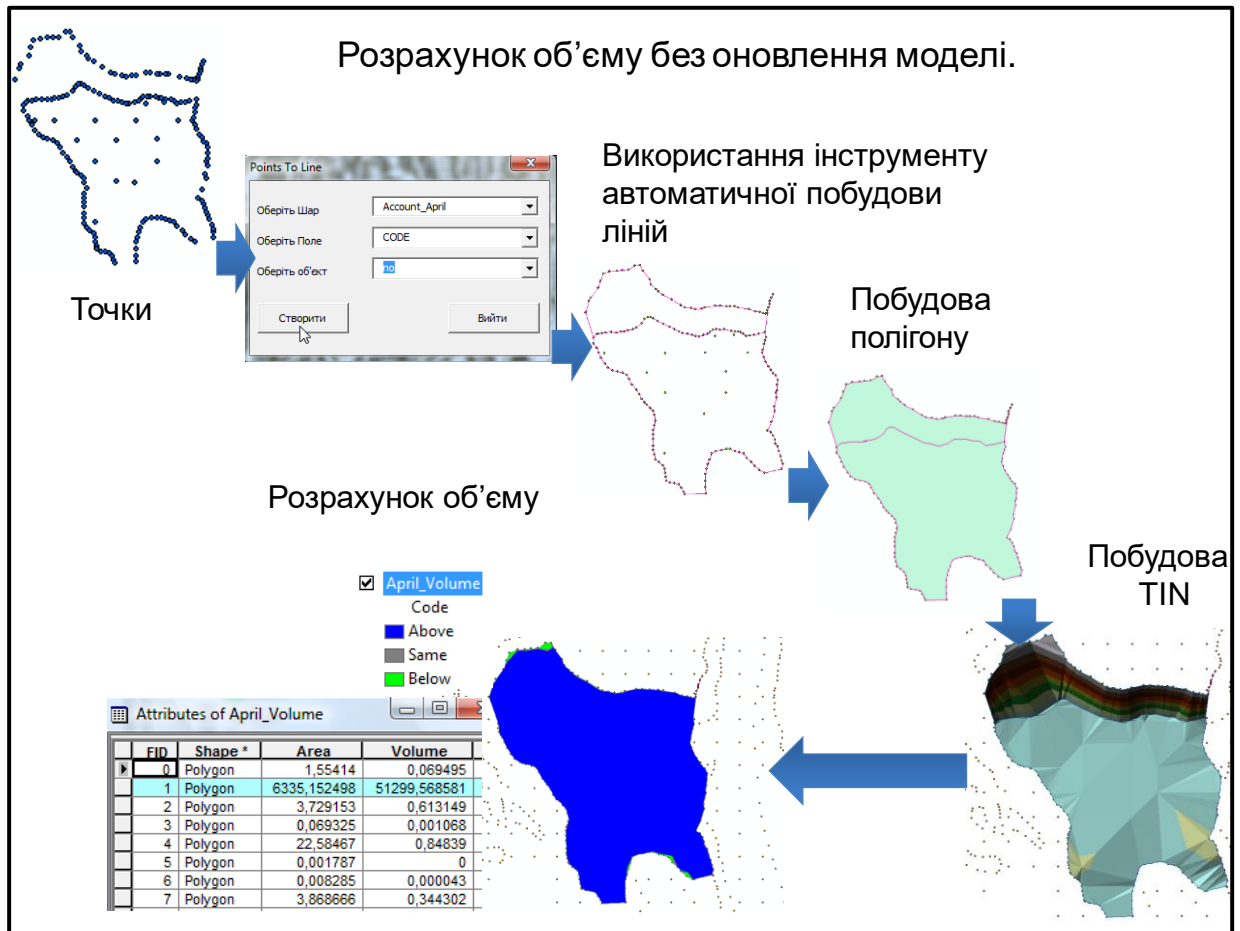 Розрахунок об’єму без оновлення моделі.
Points To Line
Оберіть Шар
Account_April
Оберіть Поле
CODE
Оберіть об'єкт
по
Створити
Вийти
Точки
Використання інструменту
автоматичної побудови
ліній
Побудова
полігону
Побудова
TIN
Розрахунок об’єму
April_Volume
Code
Above
Same
Below
Attributes of April_Volume
FID Shape * Area Volume
0 Polygon 1,55414 0,069495
1 Polygon 6335,152498 51299,568581
2 Polygon 3,729153 0,613149
3 Polygon 0,069325 0,001068
4 Polygon 22,58467 0,84839
5 Polygon 0,001787 0
6 Polygon 0,008285 0,000043
7 Polygon 3,868666 0,344302